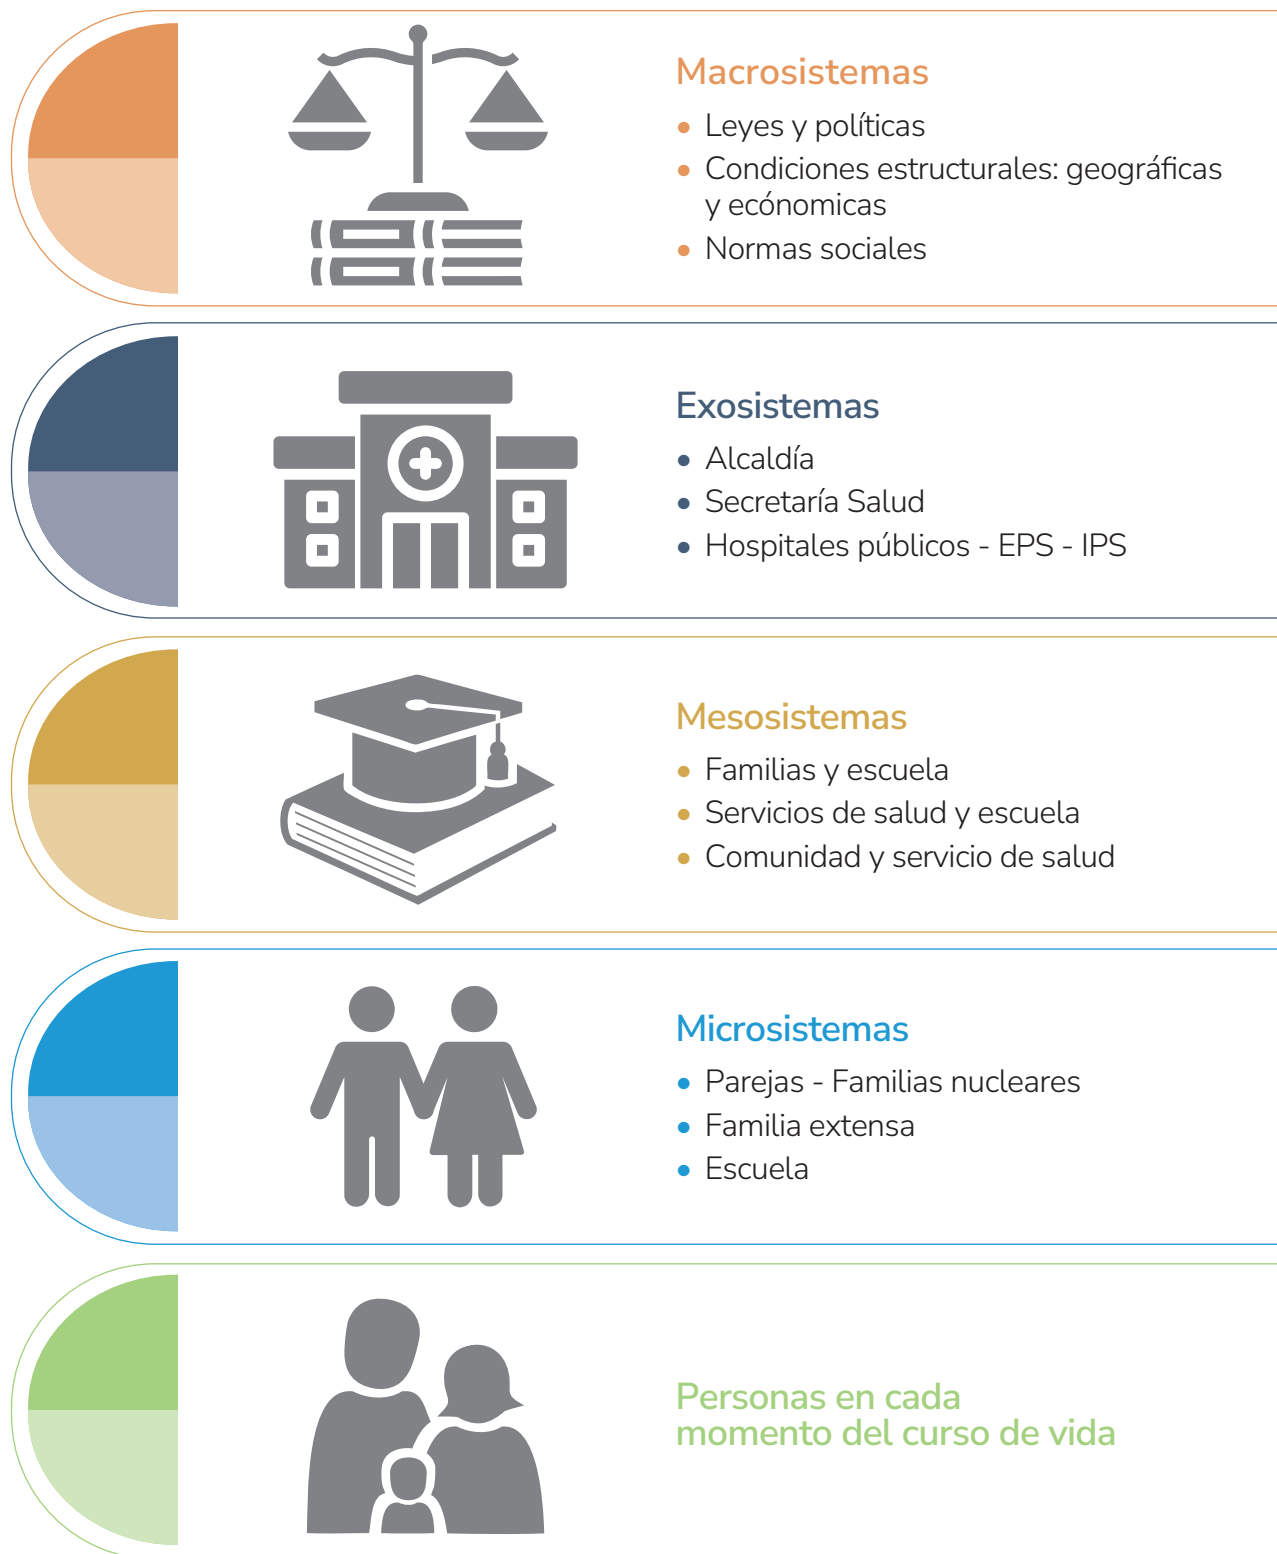 Macrosistemas
• Leyes y políticas
• Condiciones estructurales: geográficas
y ecónomicas
• Normas sociales
Exosistemas
• Alcaldía
• Secretaría Salud
• Hospitales públicos - EPS - IPS
Mesosistemas
• Familias y escuela
• Servicios de salud y escuela
• Comunidad y servicio de salud
Microsistemas
• Parejas - Familias nucleares
• Familia extensa
• Escuela
Personas en cada
momento del curso de vida